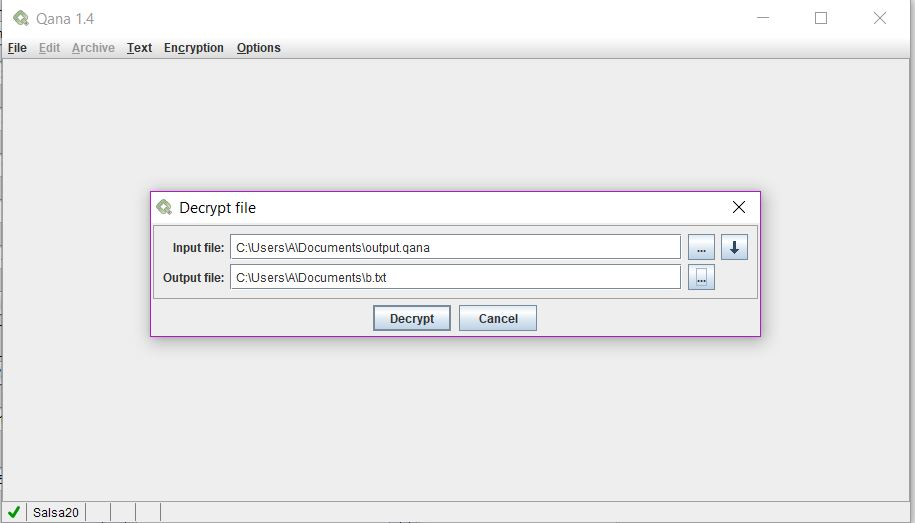 Qana 1.4
File Edit Archive Text Encryption Options
Decrypt file
Input file: C:\Users\A\Documents\output.qana ...
Output file: C:\Users\A\Documents\b.txt ...
Decrypt Cancel
Salsa20